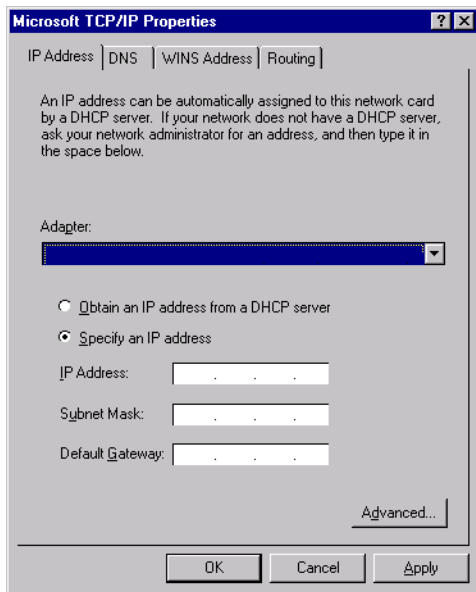 Microsoft TCP/IP Properties
IP Address DNS WINS Address Routing
An IP address can be automatically assigned to this network card
by a DHCP server. If your network does not have a DHCP server,
ask your network administrator for an address, and then type it in
the space below.
Adapter:
Obtain an IP address from a DHCP server
Specify an IP address
IP Address:
Subnet Mask:
Default Gateway:
Advanced...
OK Cancel Apply